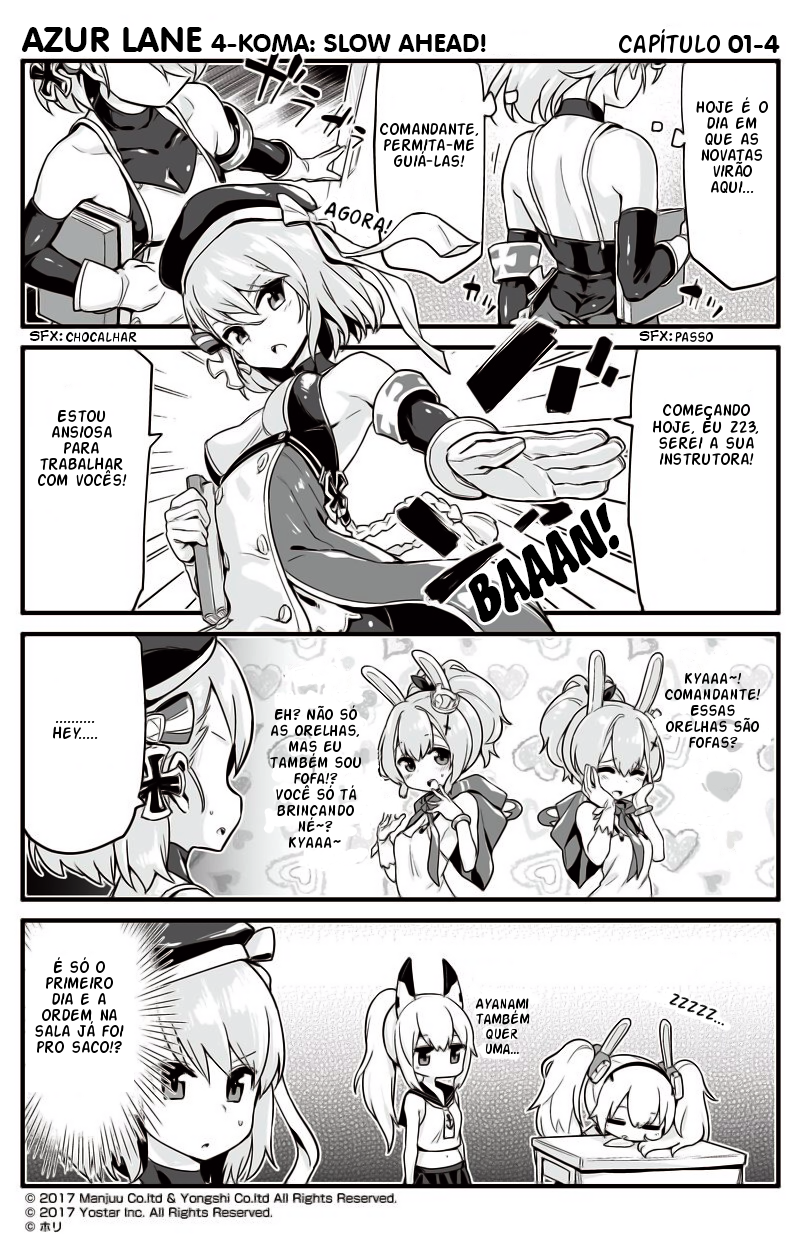 AZUR LANE 4-KOMA: SLOW AHEAD!
CAPÍTULO 01-4
HOJE É O
DIA EM
QUE AS
NOVATAS
VIRÃO
AQUI...
COMANDANTE,
PERMITA-ME
GUIÁ-LAS!
AGORA!
SFX: CHOCALHAR
SFX: PASSO
COMEÇANDO
HOJE, EU Z23,
SEREI A SUA
INSTRUTORA!
ESTOU
ANSIOSA
PARA
TRABALHAR
COM VOCÊS!
BAAAN!
KYAAA~!
COMANDANTE!
ESSAS
ORELHAS SÃO
FOFAS?
EH? NÃO SÓ
AS ORELHAS,
MAS EU
TAMBÉM SOU
FOFA!?
VOCÊ SÓ TÁ
BRINCANDO
NÉ~?
KYAAA~
..........
HEY.....
ZZZZZ...
AYANAMI
TAMBÉM
QUER
UMA...
É SÓ O
PRIMEIRO
DIA E A
ORDEM NA
SALA JÁ FOI
PRO SACO!?
© 2017 Manjuu Co.ltd & Yongshi Co.ltd All Rights Reserved.
© 2017 Yostar Inc. All Rights Reserved.
© ホリ